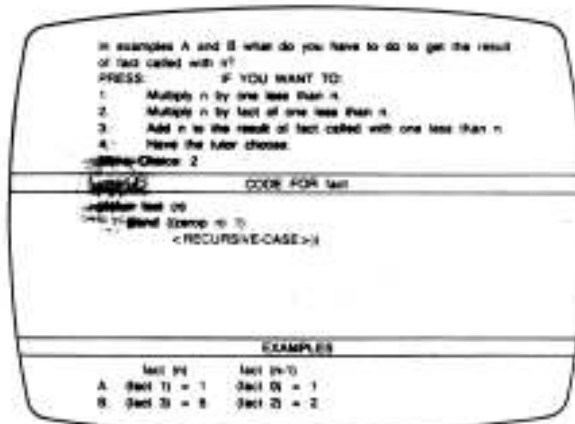 In examples A and B what do you have to do to get the result
of fact called with n?
PRESS: IF YOU WANT TO:
1. Multiply n by one less than n.
2. Multiply n by fact of one less than n.
3. Add n to the result of fact called with one less than n.
4. Have the tutor choose.
Menu Choice: 2
CODE FOR fact
fact (n)
(cond ((zerop n) 1)
<RECURSIVE-CASE>))
EXAMPLES
fact (n) fact (n-1)
A. (fact 1) = 1 (fact 0) = 1
B. (fact 3) = 6 (fact 2) = 2